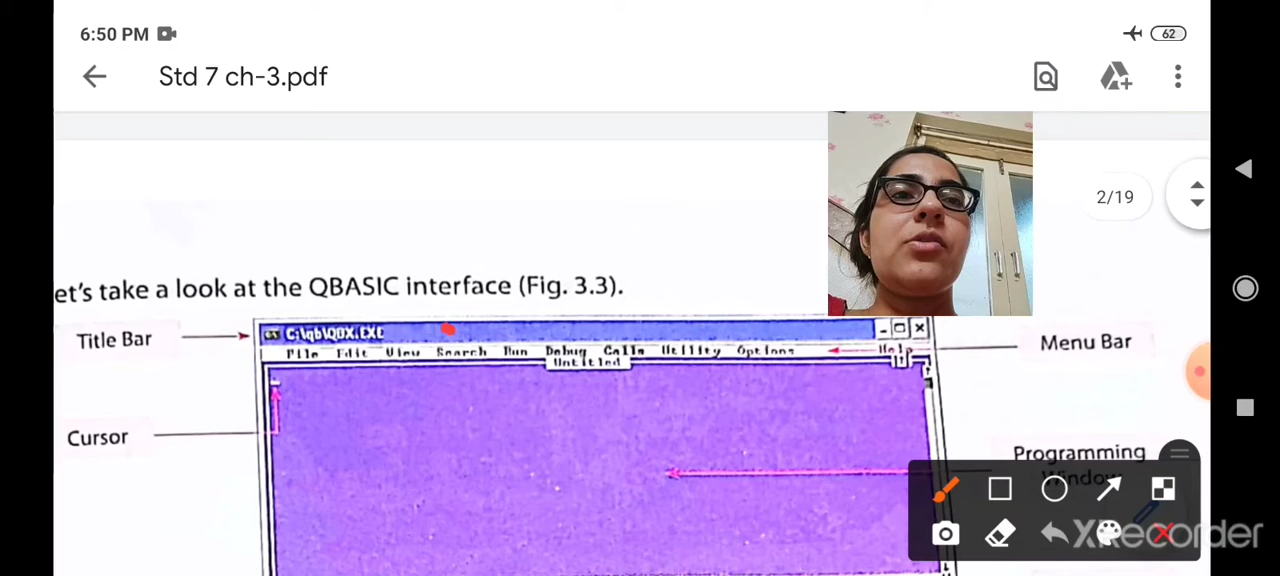 6:50 PM
62
Std 7 ch-3.pdf
2/19
et's take a look at the QBASIC interface (Fig. 3.3).
Title Bar
C:\qb\QBX.EXE
File Edit View Search Run Debug Calls Utility Options Help
Untitled
Menu Bar
Cursor
Programming
Window
XRecorder